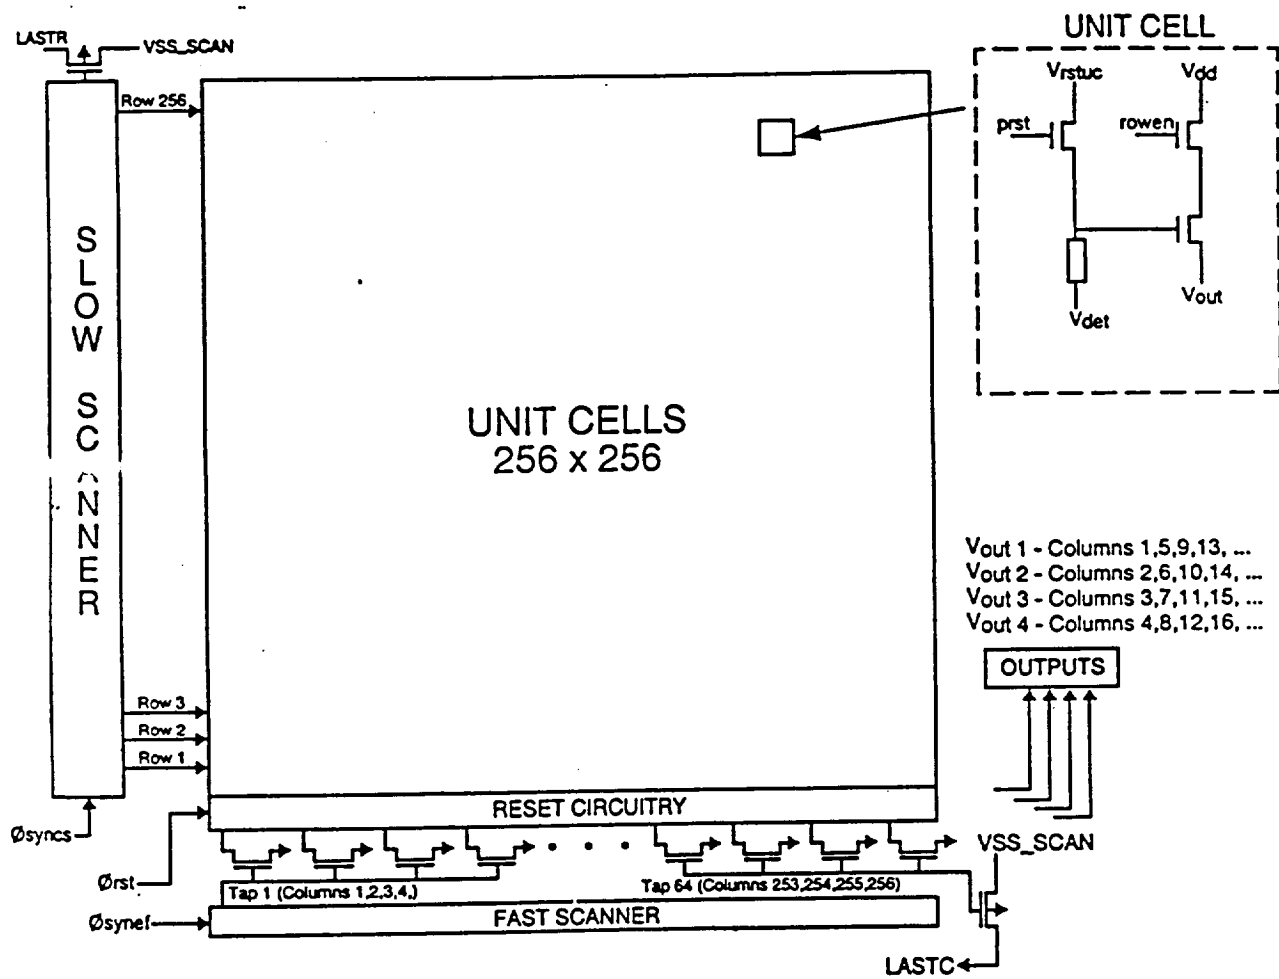 UNIT CELL
LASTR
VSS_SCAN
Row 256
Vrstuc
Vdd
prst
rowen
Vdet
Vout
SLOW SCANNER
UNIT CELLS
256 x 256
Vout 1 - Columns 1,5,9,13, ...
Vout 2 - Columns 2,6,10,14, ...
Vout 3 - Columns 3,7,11,15, ...
Vout 4 - Columns 4,8,12,16, ...
OUTPUTS
Row 3
Row 2
Row 1
RESET CIRCUITRY
Øsyncs
VSS_SCAN
Ørst
Tap 1 (Columns 1,2,3,4,)
Tap 64 (Columns 253,254,255,256)
Øsynef
FAST SCANNER
LASTC